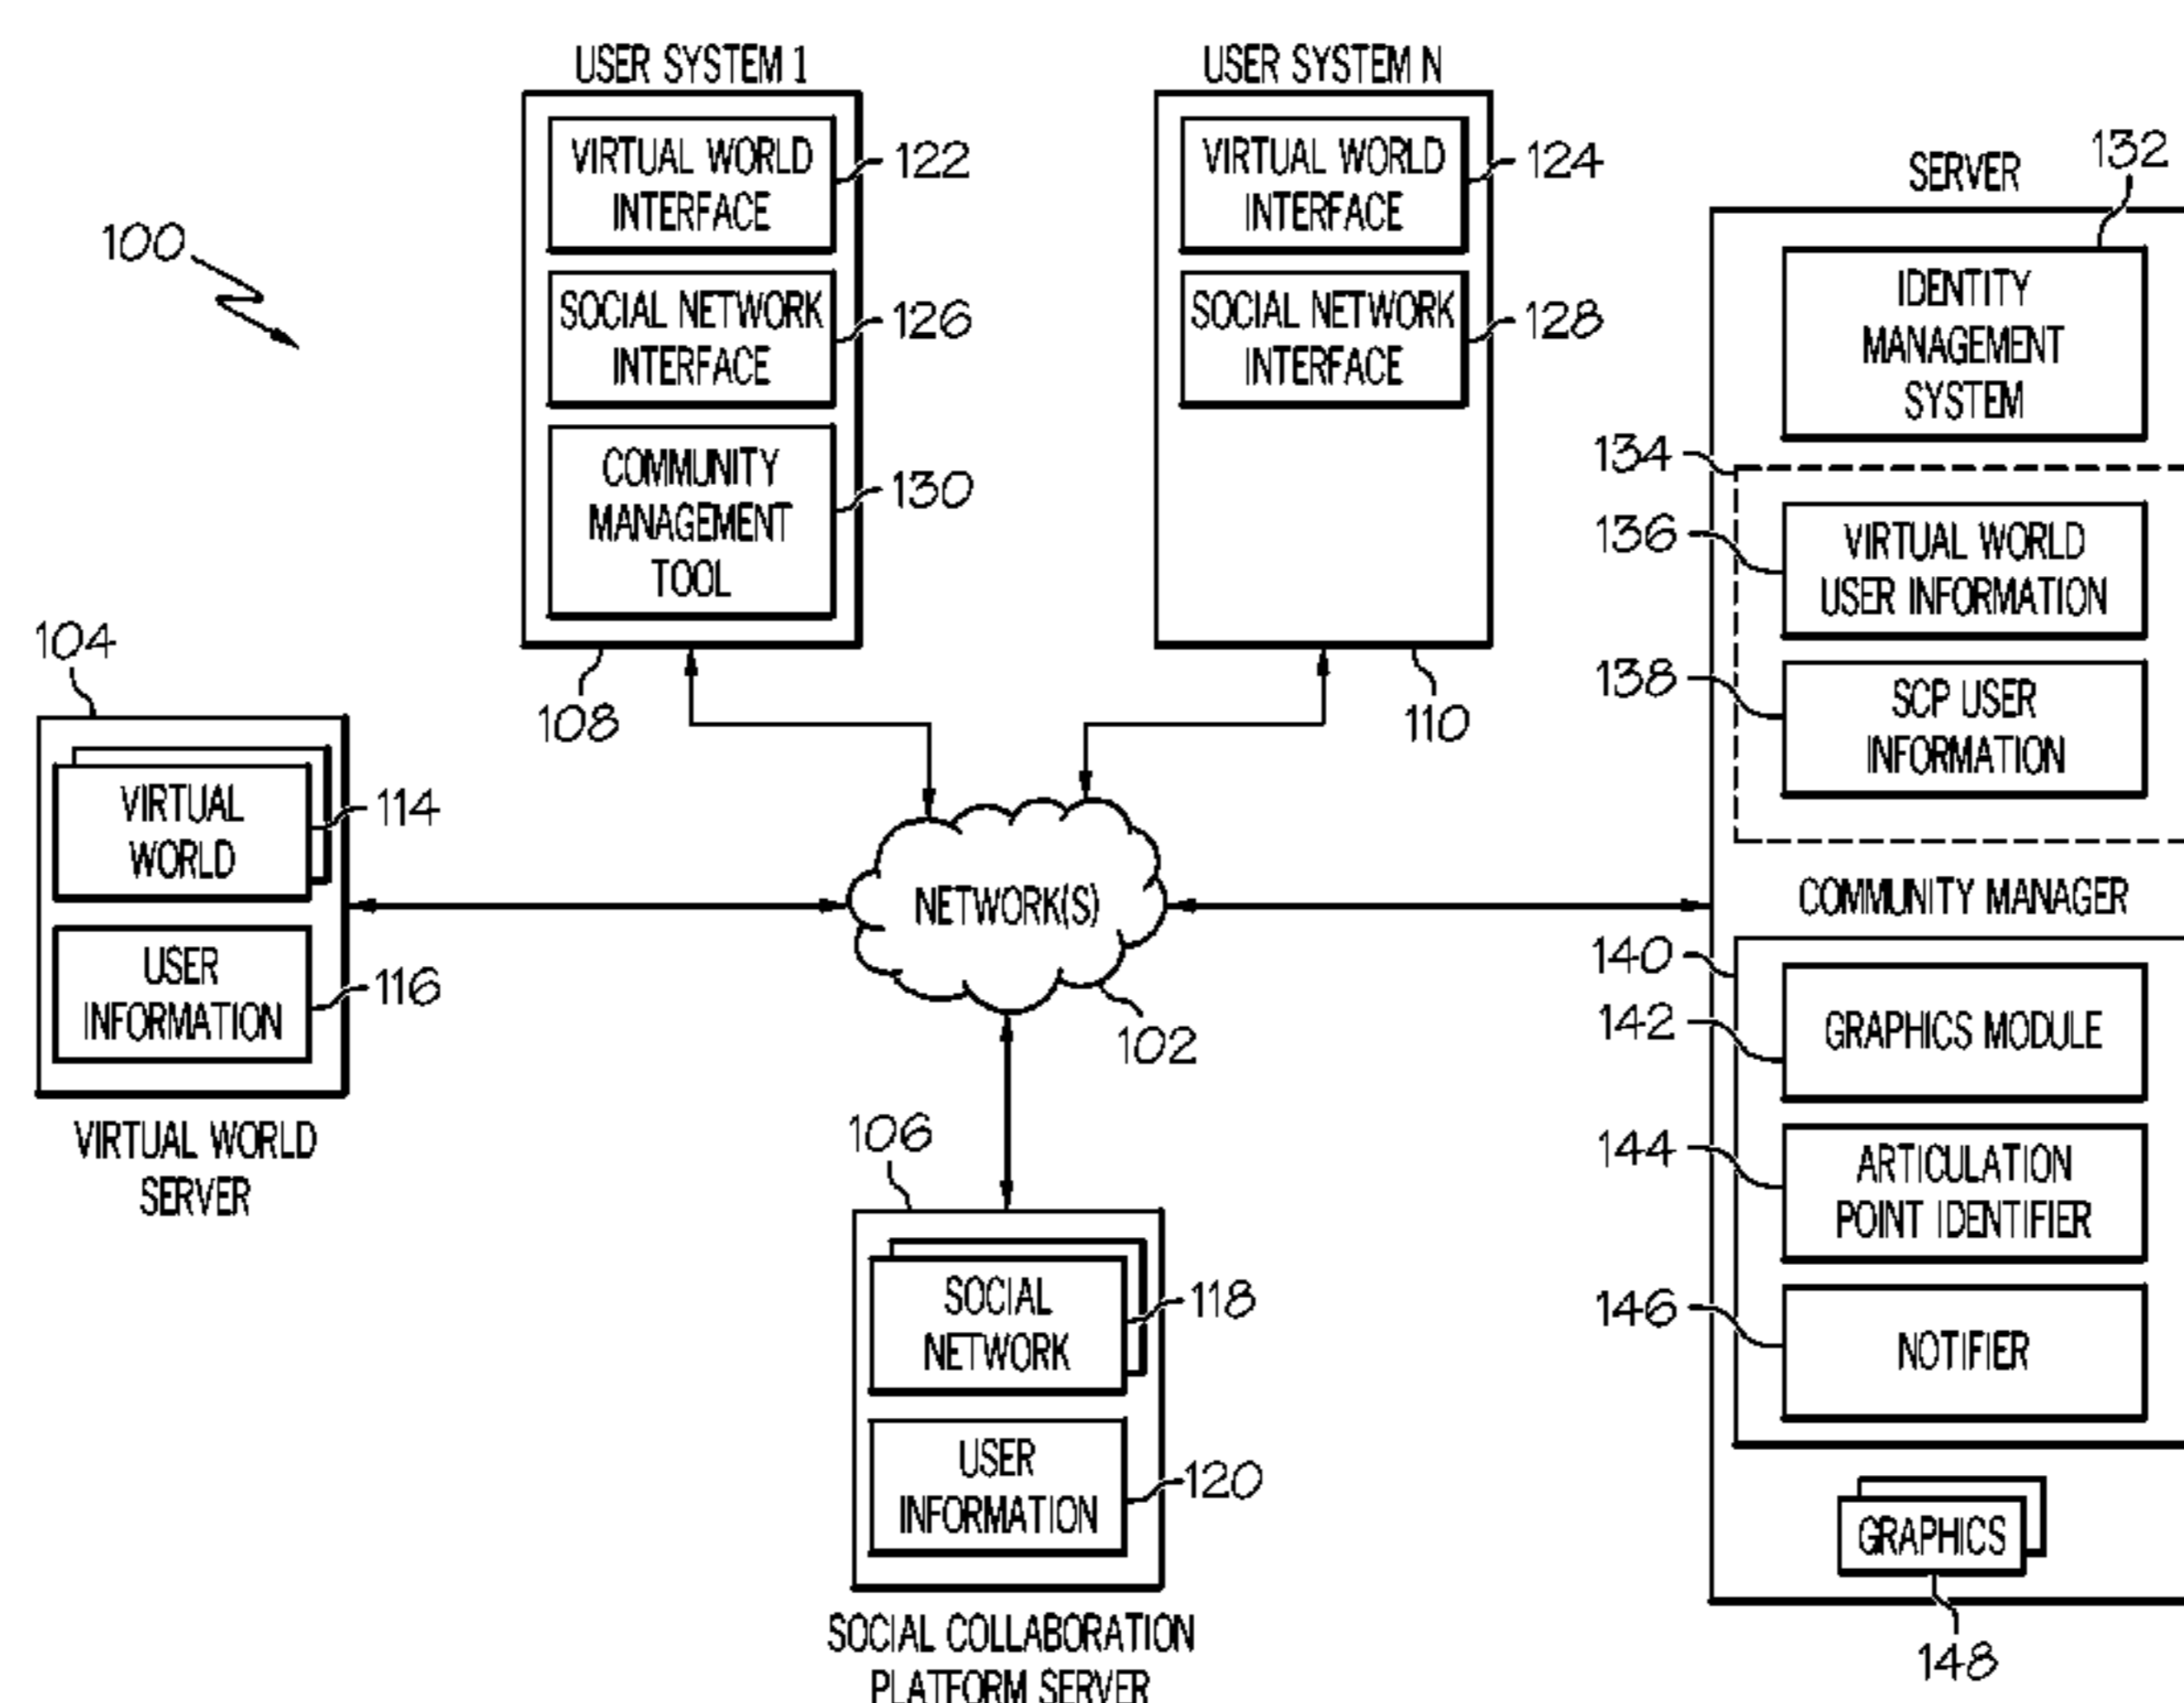 100
USER SYSTEM 1
VIRTUAL WORLD
INTERFACE
122
SOCIAL NETWORK
INTERFACE
126
COMMUNITY
MANAGEMENT
TOOL
130
108
USER SYSTEM N
VIRTUAL WORLD
INTERFACE
124
SOCIAL NETWORK
INTERFACE
128
110
104
VIRTUAL
WORLD
114
USER
INFORMATION
116
VIRTUAL WORLD
SERVER
NETWORK(S)
102
106
SOCIAL
NETWORK
118
USER
INFORMATION
120
SOCIAL COLLABORATION
PLATFORM SERVER
SERVER
132
IDENTITY
MANAGEMENT
SYSTEM
134
136
VIRTUAL WORLD
USER INFORMATION
138
SCP USER
INFORMATION
COMMUNITY MANAGER
140
142
GRAPHICS MODULE
144
ARTICULATION
POINT IDENTIFIER
146
NOTIFIER
GRAPHICS
148